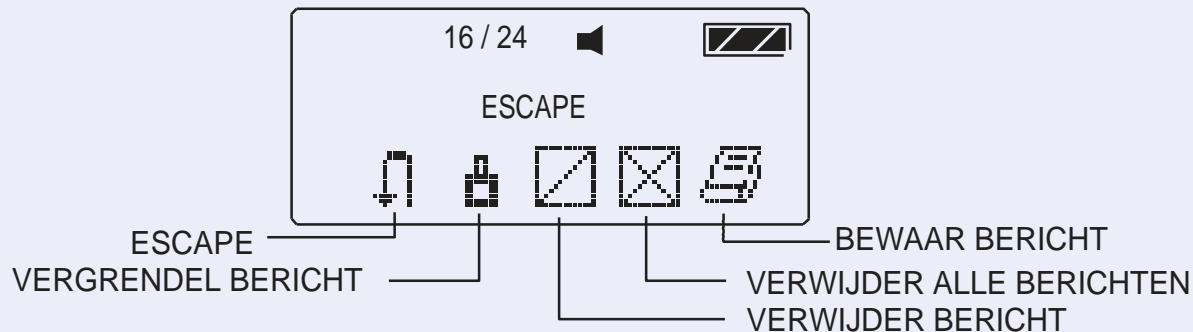 16 / 24
ESCAPE
ESCAPE
BEWAAR BERICHT
VERGRENDEL BERICHT
VERWIJDER ALLE BERICHTEN
VERWIJDER BERICHT